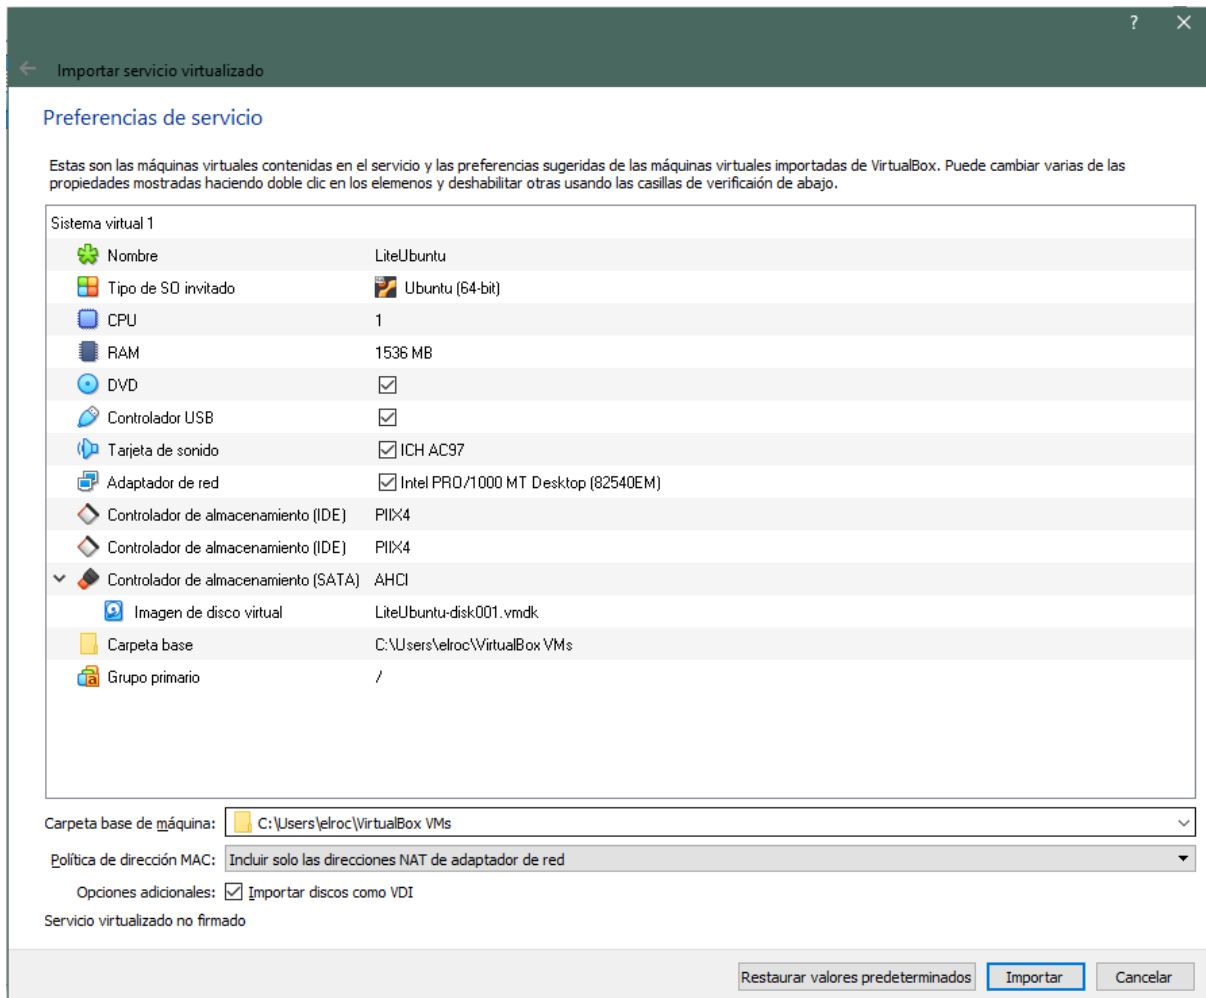 ?
Importar servicio virtualizado
Preferencias de servicio
Estas son las máquinas virtuales contenidas en el servicio y las preferencias sugeridas de las máquinas virtuales importadas de VirtualBox. Puede cambiar varias de las
propiedades mostradas haciendo doble clic en los elemenos y deshabilitar otras usando las casillas de verificaión de abajo.
Sistema virtual 1
Nombre LiteUbuntu
Tipo de SO invitado Ubuntu (64-bit)
CPU 1
RAM 1536 MB
DVD
Controlador USB
Tarjeta de sonido ICH AC97
Adaptador de red Intel PRO/1000 MT Desktop (82540EM)
Controlador de almacenamiento (IDE) PIIX4
Controlador de almacenamiento (IDE) PIIX4
Controlador de almacenamiento (SATA) AHCI
Imagen de disco virtual LiteUbuntu-disk001.vmdk
Carpeta base C:\Users\elroc\VirtualBox VMs
Grupo primario /
Carpeta base de máquina: C:\Users\elroc\VirtualBox VMs
Política de dirección MAC: Incluir solo las direcciones NAT de adaptador de red
Opciones adicionales: Importar discos como VDI
Servicio virtualizado no firmado
Restaurar valores predeterminados Importar Cancelar